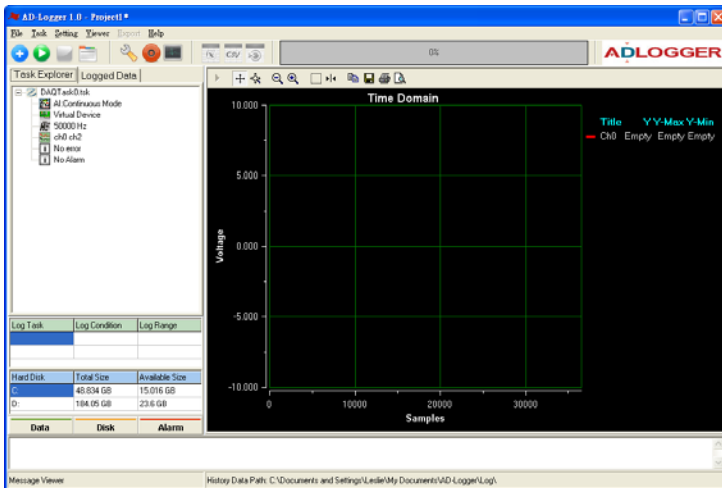 AD-Logger 1.0 - Project1 *
File Task Setting Viewer Export Help
CSV
0%
ADLOGGER
Task Explorer Logged Data
DAQTask0.tsk
AI.Continuous Mode
Virtual Device
50000 Hz
ch0 ch2
No error
No Alarm
Time Domain
10.000
5.000
0.000
-5.000
-10.000
Voltage
0 10000 20000 30000
Samples
Title Y Y-Max Y-Min
Ch0 Empty Empty Empty
Log Task Log Condition Log Range
Hard Disk Total Size Available Size
C: 48.834 GB 15.016 GB
D: 184.05 GB 23.6 GB
Data Disk Alarm
Message Viewer
History Data Path: C:\Documents and Settings\Leslie\My Documents\AD-Logger\Log\